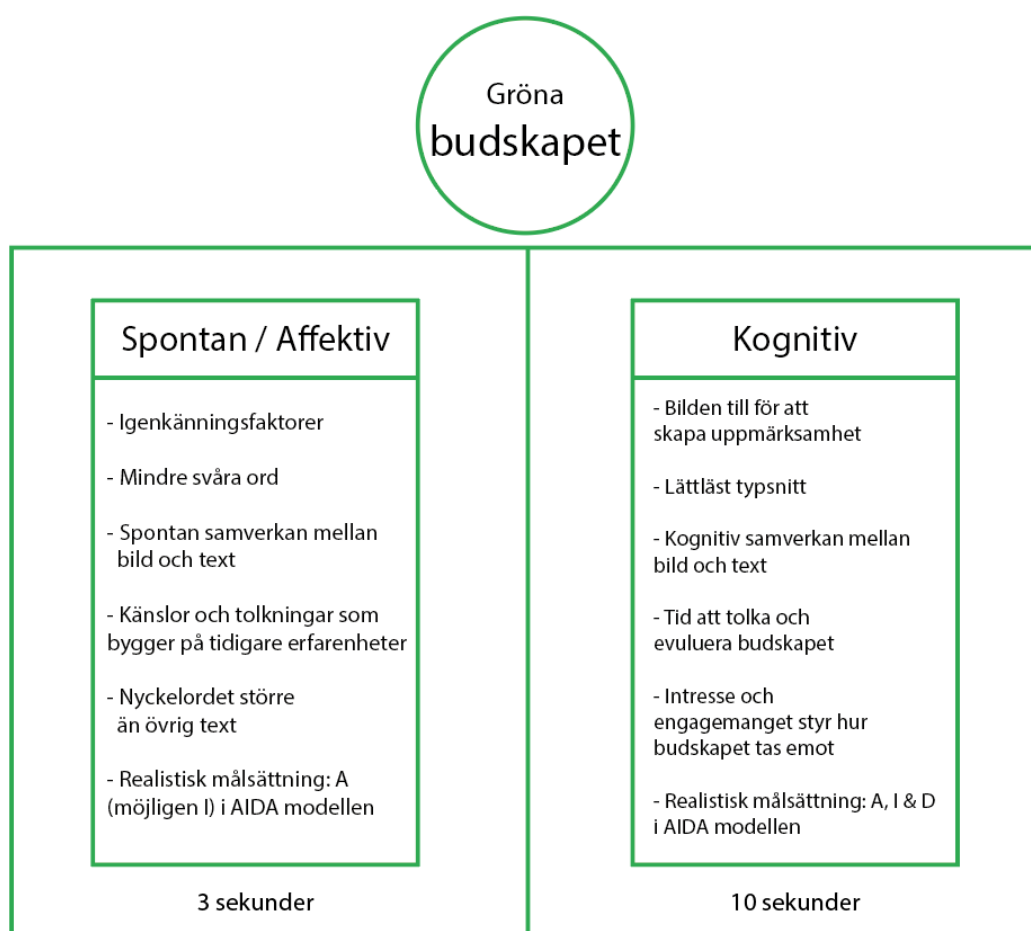 Gröna
budskapet
Spontan / Affektiv
- Igenkänningsfaktorer
- Mindre svåra ord
- Spontan samverkan mellan
bild och text
- Känslor och tolkningar som
bygger på tidigare erfarenheter
- Nyckelordet större
än övrig text
- Realistisk målsättning: A
(möjligen I) i AIDA modellen
3 sekunder
Kognitiv
- Bilden till för att
skapa uppmärksamhet
- Lättläst typsnitt
- Kognitiv samverkan mellan
bild och text
- Tid att tolka och
evuluera budskapet
- Intresse och
engagemanget styr hur
budskapet tas emot
- Realistisk målsättning: A, I & D
i AIDA modellen
10 sekunder